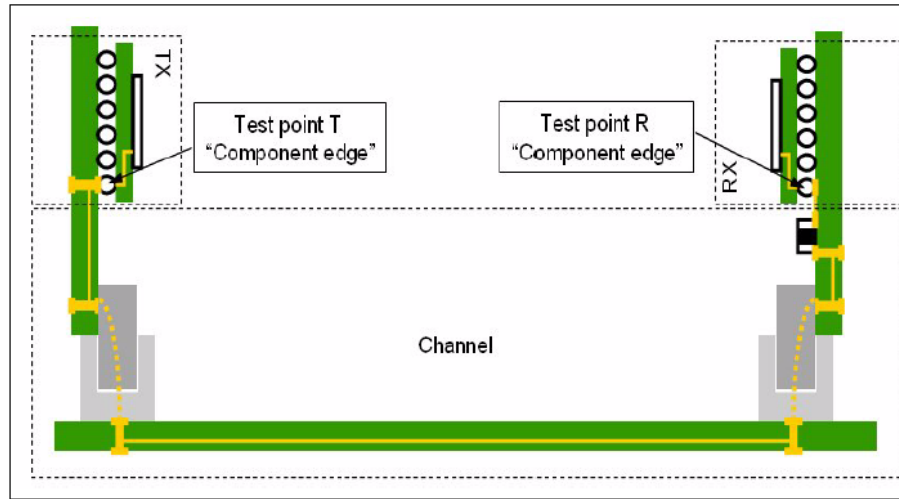 TX
Test point T
“Component edge”
Test point R
“Component edge”
RX
Channel